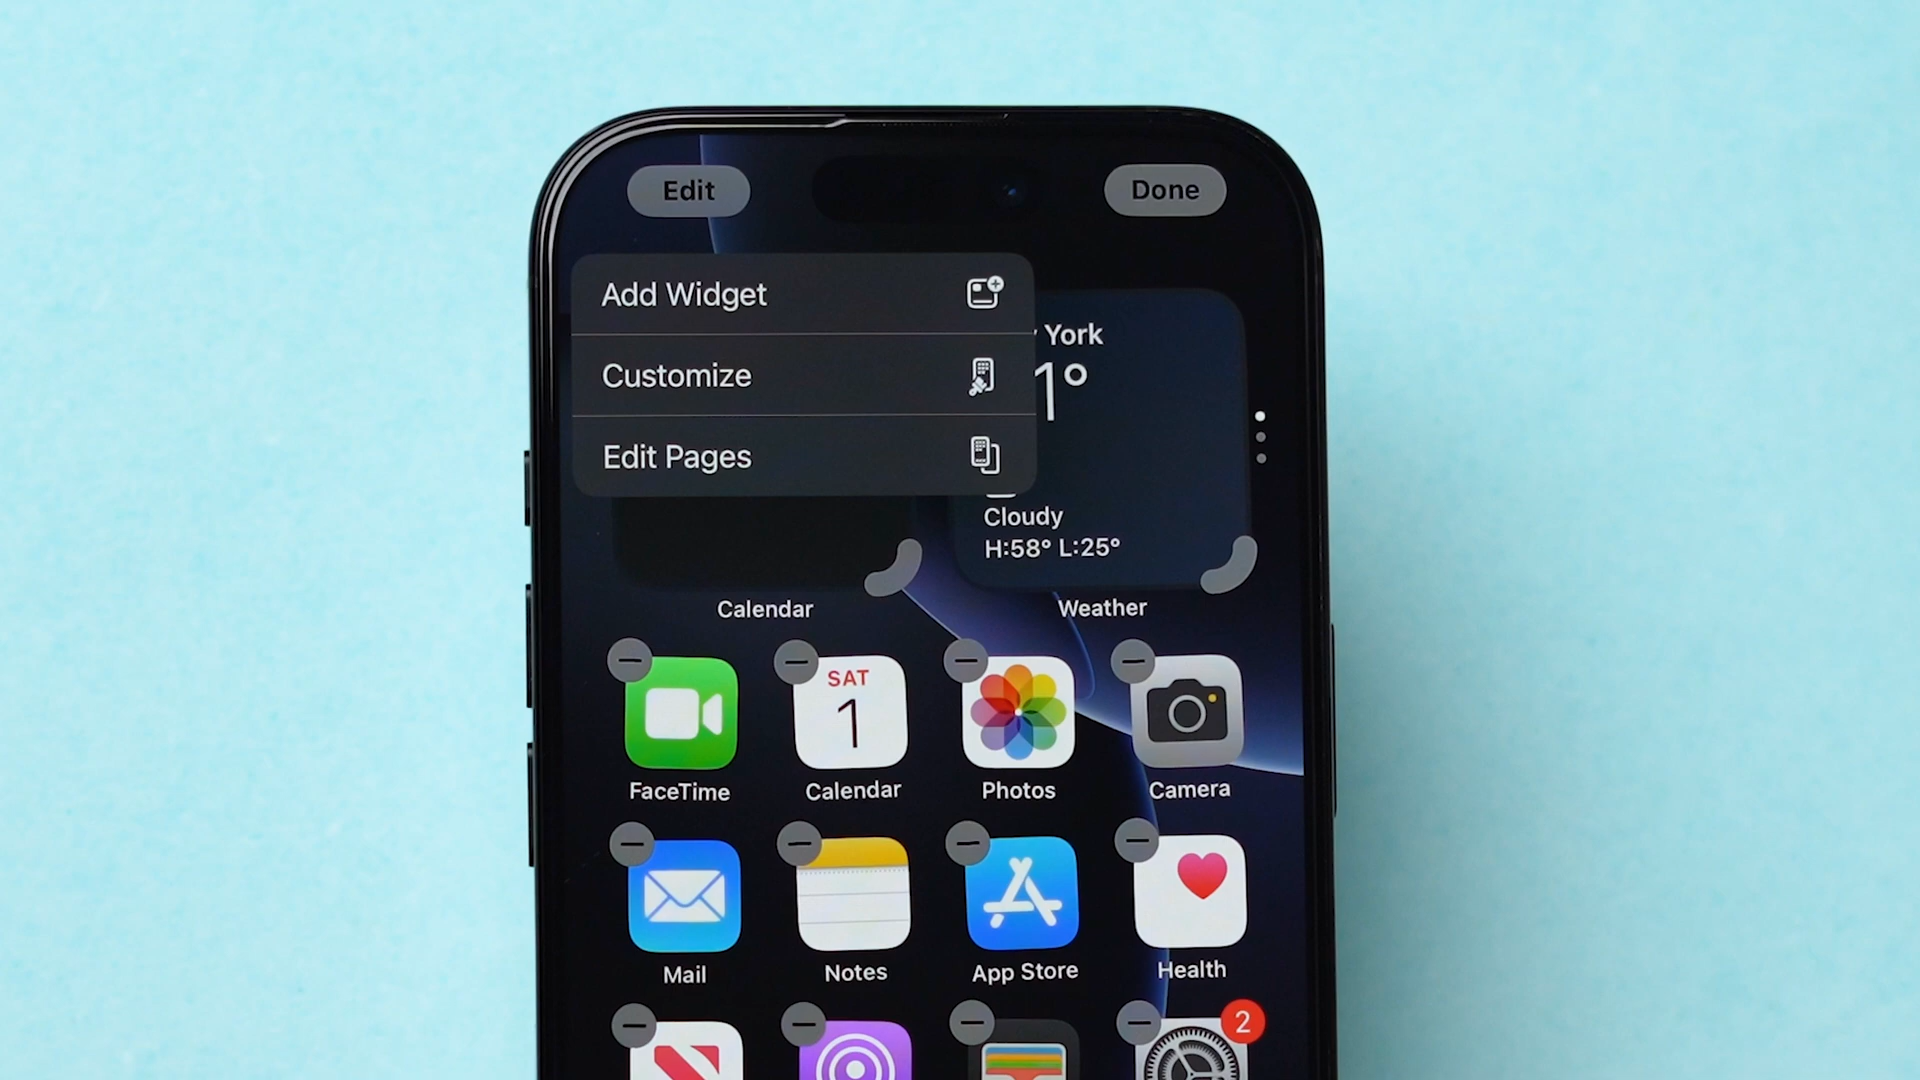 Edit
Done
Add Widget
Customize
Edit Pages
York
1°
Cloudy
H:58° L:25°
Calendar
Weather
SAT
1
FaceTime
Calendar
Photos
Camera
Mail
Notes
App Store
Health
2